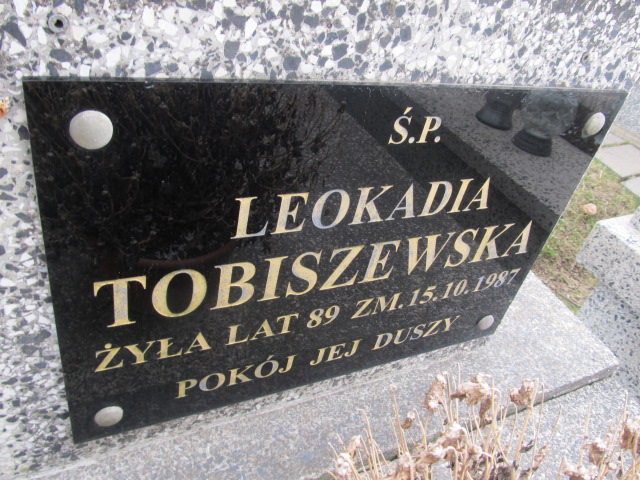 Ś.P.
LEOKADIA
TOBISZEWSKA
ŻYŁA LAT 89 ZM.15.10.1987
POKÓJ JEJ DUSZY